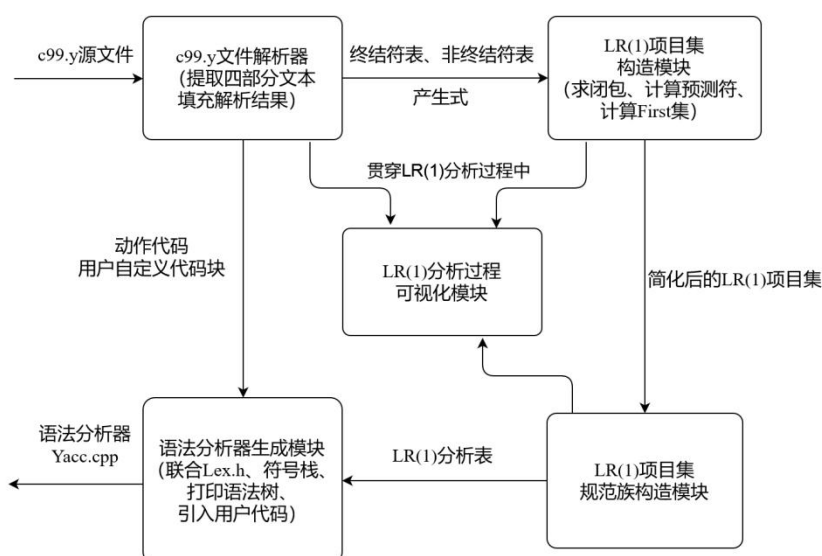 c99.y源文件
c99.y文件解析器
（提取四部分文本
填充解析结果）
终结符表、非终结符表
产生式
LR(1)项目集
构造模块
（求闭包、计算预测符、
计算First集）
贯穿LR(1)分析过程中
动作代码
用户自定义代码块
LR(1)分析过程
可视化模块
简化后的LR(1)项目集
语法分析器
Yacc.cpp
语法分析器生成模块
（联合Lex.h、符号栈、
打印语法树、
引入用户代码）
LR(1)分析表
LR(1)项目集
规范族构造模块